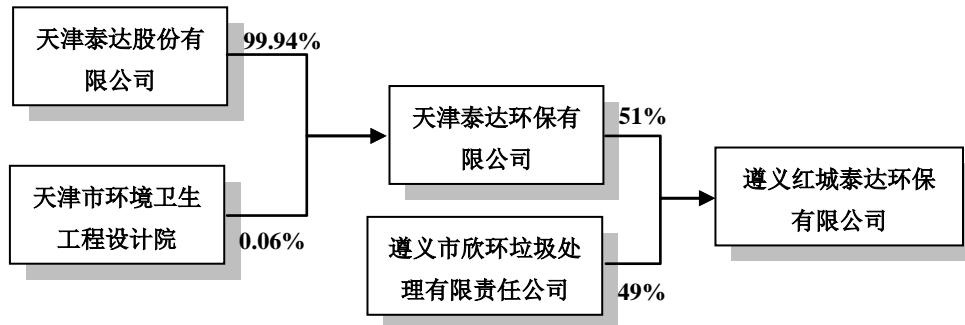 天津泰达股份有
限公司
99.94%
天津市环境卫生
工程设计院
0.06%
天津泰达环保有
限公司
51%
遵义市欣环垃圾处
理有限责任公司
49%
遵义红城泰达环保
有限公司